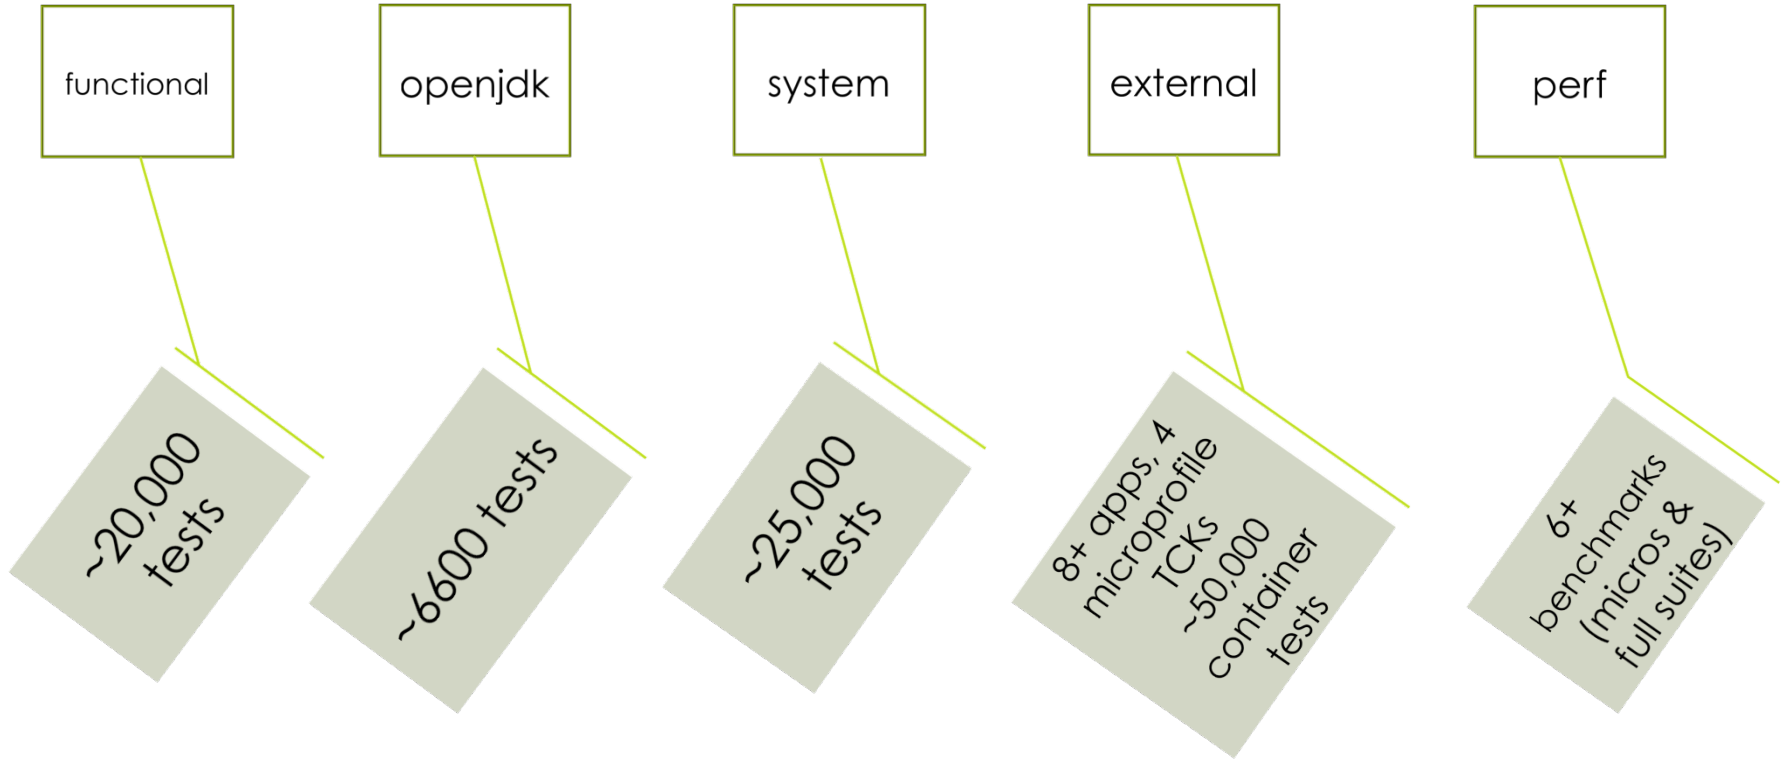 functional
openjdk
system
external
perf
~20,000
tests
~6600 tests
~25,000
tests
8+ apps, 4
microprofile
TCKs
~50,000
container
tests
6+
benchmarks
(micros &
full suites)